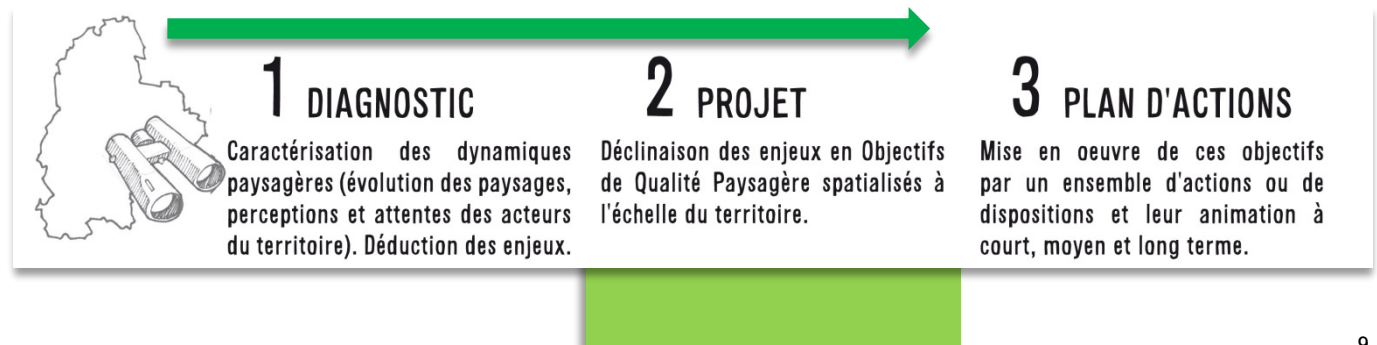 1 DIAGNOSTIC
Caractérisation des dynamiques
paysagères (évolution des paysages,
perceptions et attentes des acteurs
du territoire). Déduction des enjeux.
2 PROJET
Déclinaison des enjeux en Objectifs
de Qualité Paysagère spatialisés à
l'échelle du territoire.
3 PLAN D'ACTIONS
Mise en oeuvre de ces objectifs
par un ensemble d'actions ou de
dispositions et leur animation à
court, moyen et long terme.
9